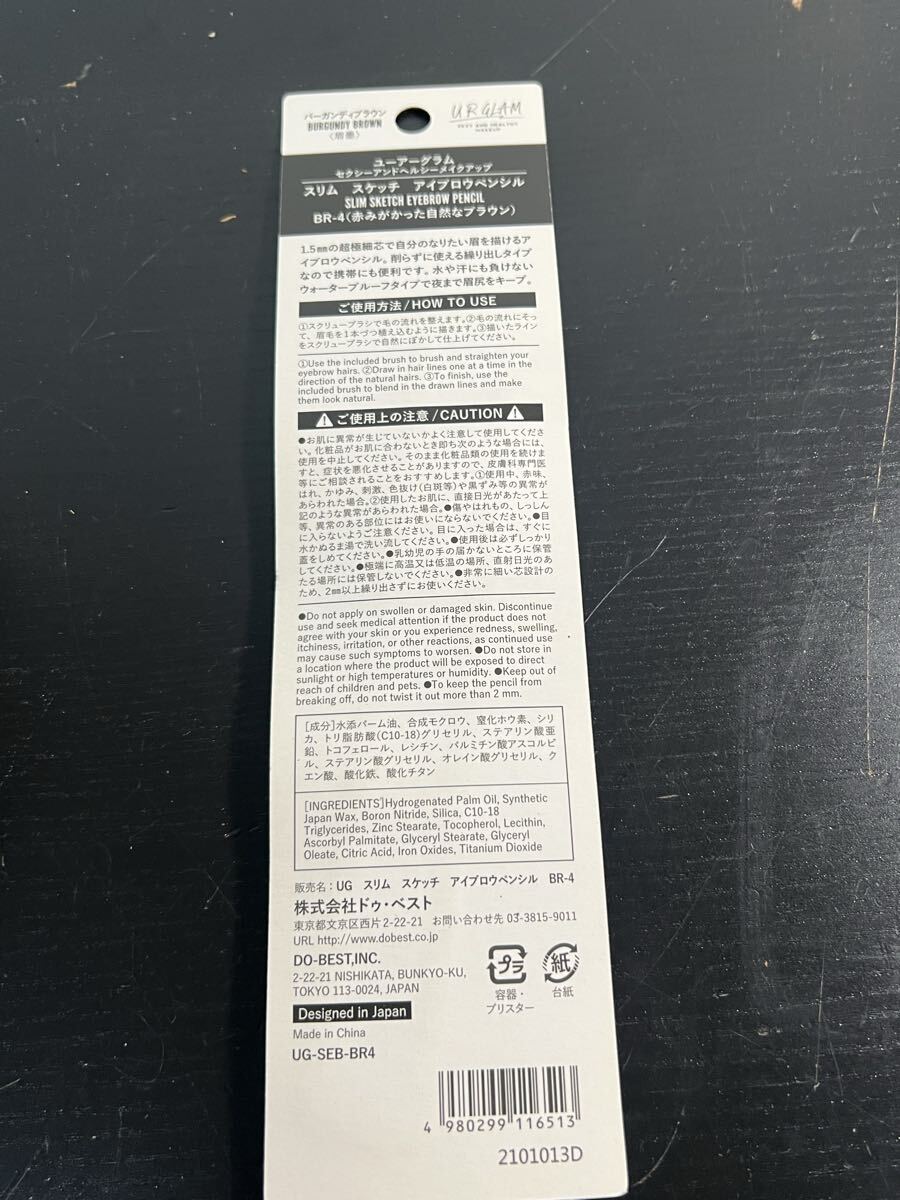 バーガンディブラウン
BURGUNDY BROWN
〈眉墨〉
UR GLAM
SEXY AND HEALTHY
MAKEUP
ユーアーグラム
セクシーアンドヘルシーメイクアップ
スリム スケッチ アイブロウペンシル
SLIM SKETCH EYEBROW PENCIL
BR-4(赤みがかった自然なブラウン)
1.5㎜の超極細芯で自分のなりたい眉を描けるア
イブロウペンシル。削らずに使える繰り出しタイプ
なので携帯にも便利です。水や汗にも負けない
ウォータープルーフタイプで夜まで眉尻をキープ。
ご使用方法/HOW TO USE
①スクリューブラシで毛の流れを整えます。②毛の流れにそっ
て、眉毛を1本づつ植え込むように描きます。③描いたライン
をスクリューブラシで自然にぼかして仕上げてください。
①Use the included brush to brush and straighten your
eyebrow hairs. ②Draw in hair lines one at a time in the
direction of the natural hairs. ③To finish, use the
included brush to blend in the drawn lines and make
them look natural.
ご使用上の注意/CAUTION
●お肌に異常が生じていないかよく注意して使用してくださ
い。化粧品がお肌に合わないとき即ち次のような場合には、
使用を中止してください。そのまま化粧品類の使用を続けま
すと、症状を悪化させることがありますので、皮膚科専門医
等にご相談されることをおすすめします。①使用中、赤味、
はれ、かゆみ、刺激、色抜け(白斑等)や黒ずみ等の異常が
あらわれた場合。②使用したお肌に、直接日光があたって上
記のような異常があらわれた場合。●傷やはれもの、しっしん
等、異常のある部位にはお使いにならないでください。●目
に入らないようご注意ください。目に入った場合は、すぐに
水かぬるま湯で洗い流してください。●使用後は必ずしっかり
蓋をしめてください。●乳幼児の手の届かないところに保管
してください。●極端に高温又は低温の場所、直射日光のあ
たる場所には保管しないでください。●非常に細い芯設計の
ため、2㎜以上繰り出さずにお使いください。
●Do not apply on swollen or damaged skin. Discontinue
use and seek medical attention if the product does not
agree with your skin or you experience redness, swelling,
itchiness, irritation, or other reactions, as continued use
may cause such symptoms to worsen. ●Do not store in
a location where the product will be exposed to direct
sunlight or high temperatures or humidity. ●Keep out of
reach of children and pets. ●To keep the pencil from
breaking off, do not twist it out more than 2 mm.
[成分]水添パーム油、合成モクロウ、窒化ホウ素、シリ
カ、トリ脂肪酸(C10-18)グリセリル、ステアリン酸亜
鉛、トコフェロール、レシチン、パルミチン酸アスコルビ
ル、ステアリン酸グリセリル、オレイン酸グリセリル、ク
エン酸、酸化鉄、酸化チタン
[INGREDIENTS]Hydrogenated Palm Oil, Synthetic
Japan Wax, Boron Nitride, Silica, C10-18
Triglycerides, Zinc Stearate, Tocopherol, Lecithin,
Ascorbyl Palmitate, Glyceryl Stearate, Glyceryl
Oleate, Citric Acid, Iron Oxides, Titanium Dioxide
販売名：UG スリム スケッチ アイブロウペンシル BR-4
株式会社ドゥ・ベスト
東京都文京区西片2-22-21 お問い合わせ先 03-3815-9011
URL http://www.dobest.co.jp
DO-BEST,INC.
2-22-21 NISHIKATA, BUNKYO-KU,
TOKYO 113-0024, JAPAN
プラ
容器・
ブリスター
紙
台紙
Designed in Japan
Made in China
UG-SEB-BR4
4 980299 116513
2101013D